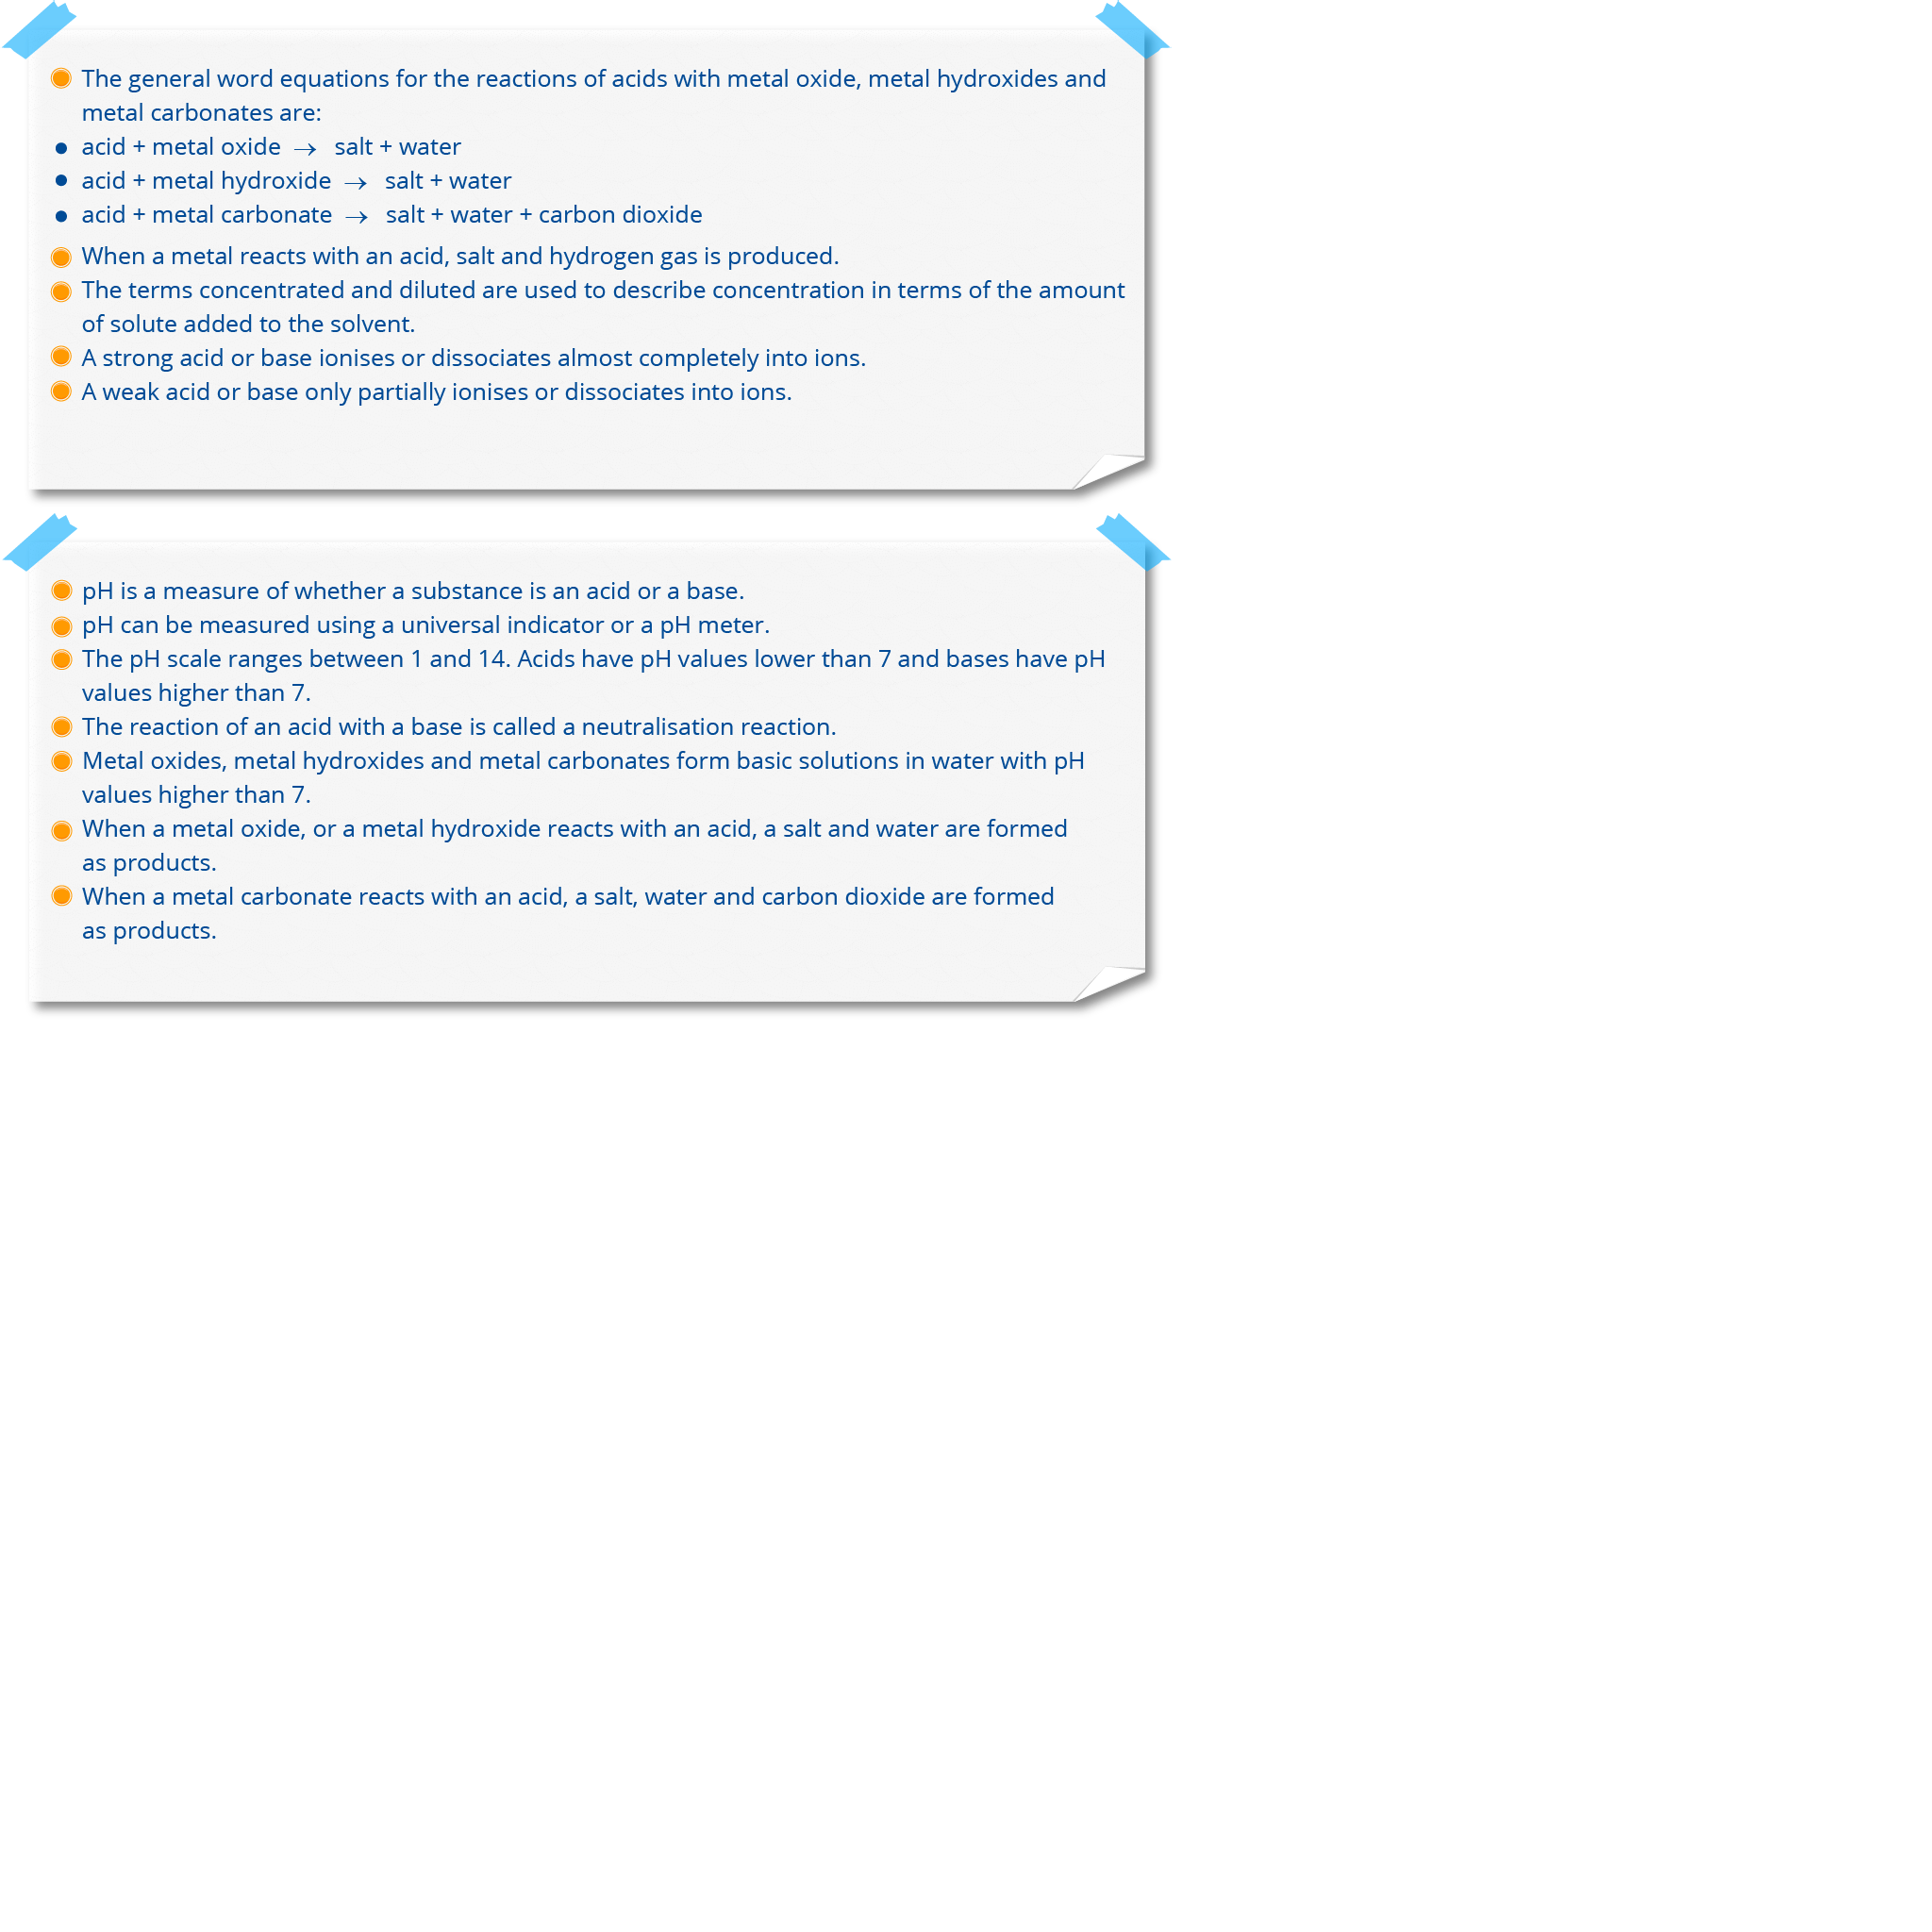 The general word equations for the reactions of acids with metal oxide, metal hydroxides and
metal carbonates are:
acid + metal oxide → salt + water
acid + metal hydroxide → salt + water
acid + metal carbonate → salt + water + carbon dioxide
When a metal reacts with an acid, salt and hydrogen gas is produced.
The terms concentrated and diluted are used to describe concentration in terms of the amount
of solute added to the solvent.
A strong acid or base ionises or dissociates almost completely into ions.
A weak acid or base only partially ionises or dissociates into ions.
pH is a measure of whether a substance is an acid or a base.
pH can be measured using a universal indicator or a pH meter.
The pH scale ranges between 1 and 14. Acids have pH values lower than 7 and bases have pH
values higher than 7.
The reaction of an acid with a base is called a neutralisation reaction.
Metal oxides, metal hydroxides and metal carbonates form basic solutions in water with pH
values higher than 7.
When a metal oxide, or a metal hydroxide reacts with an acid, a salt and water are formed
as products.
When a metal carbonate reacts with an acid, a salt, water and carbon dioxide are formed
as products.